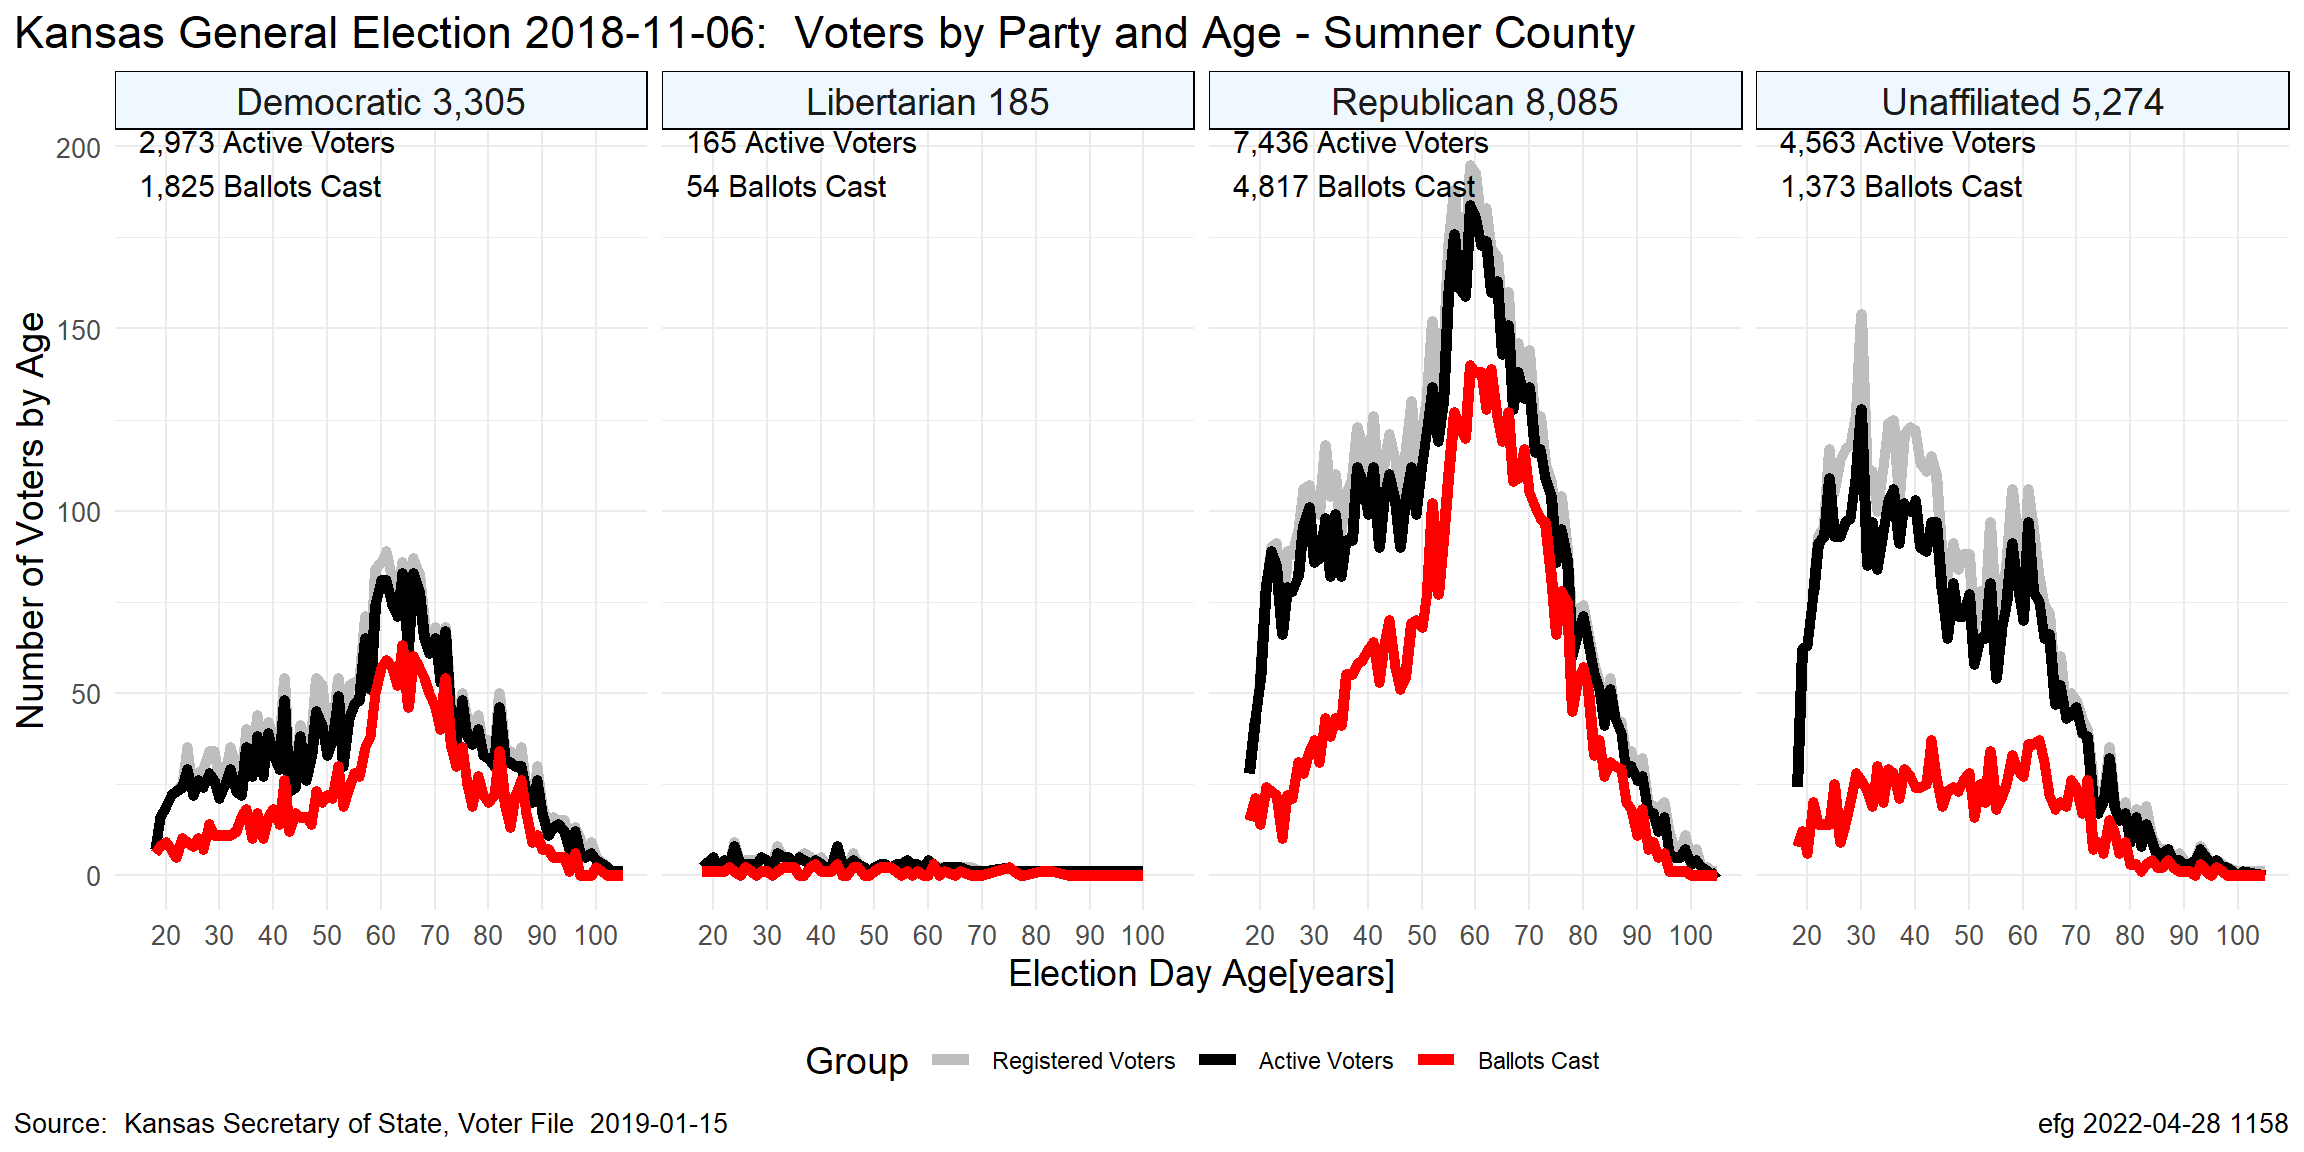 Kansas General Election 2018-11-06:  Voters by Party and Age - Sumner County
Democratic 3,305
Libertarian 185
Republican 8,085
Unaffiliated 5,274
2,973 Active Voters
1,825 Ballots Cast
165 Active Voters
54 Ballots Cast
7,436 Active Voters
4,817 Ballots Cast
4,563 Active Voters
1,373 Ballots Cast
Number of Voters by Age
200
150
100
50
0
20 30 40 50 60 70 80 90 100
20 30 40 50 60 70 80 90 100
20 30 40 50 60 70 80 90 100
20 30 40 50 60 70 80 90 100
Election Day Age[years]
Group Registered Voters Active Voters Ballots Cast
Source:  Kansas Secretary of State, Voter File  2019-01-15
efg 2022-04-28 1158